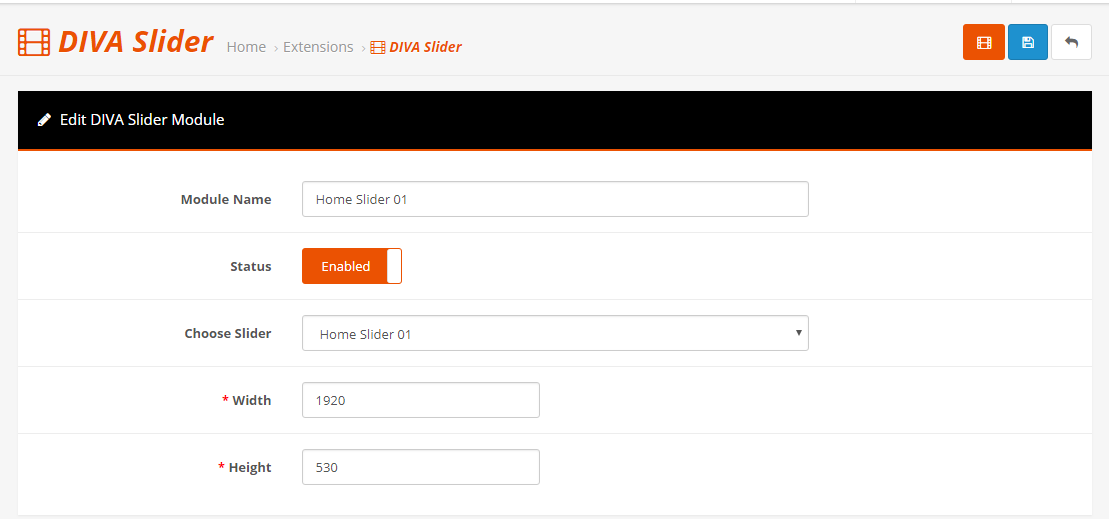 DIVA Slider Home › Extensions › DIVA Slider
Edit DIVA Slider Module
Module Name Home Slider 01
Status Enabled
Choose Slider Home Slider 01
* Width 1920
* Height 530